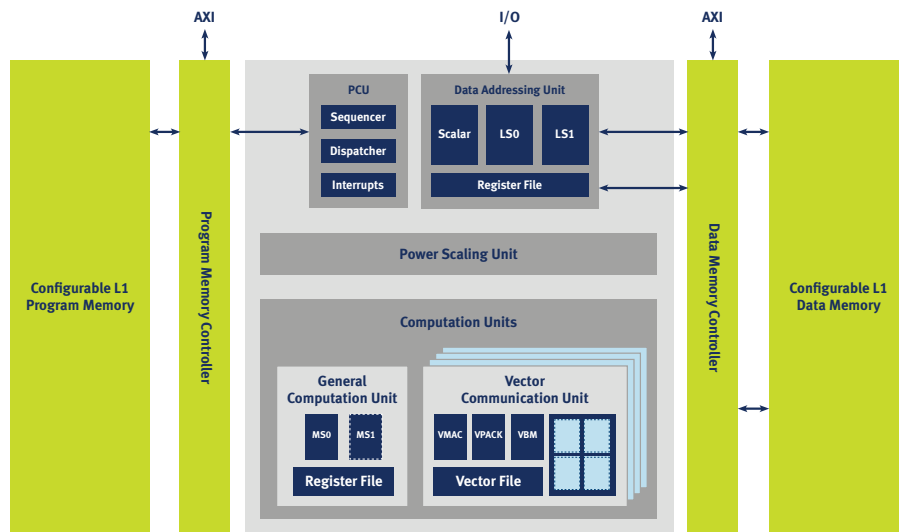 AXI
I/O
AXI
PCU
Sequencer
Dispatcher
Interrupts
Data Addressing Unit
Scalar
LS0
LS1
Register File
Configurable L1
Program Memory
Program Memory Controller
Power Scaling Unit
Data Memory Controller
Configurable L1
Data Memory
Computation Units
General
Computation Unit
MS0
MS1
Register File
Vector
Communication Unit
VMAC
VPACK
VBM
Vector File